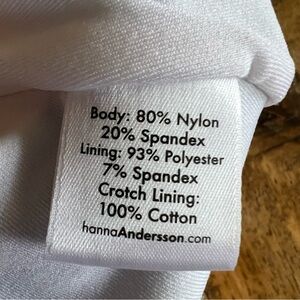 Body: 80% Nylon
20% Spandex
Lining: 93% Polyester
7% Spandex
Crotch Lining:
100% Cotton
hannaAndersson.com